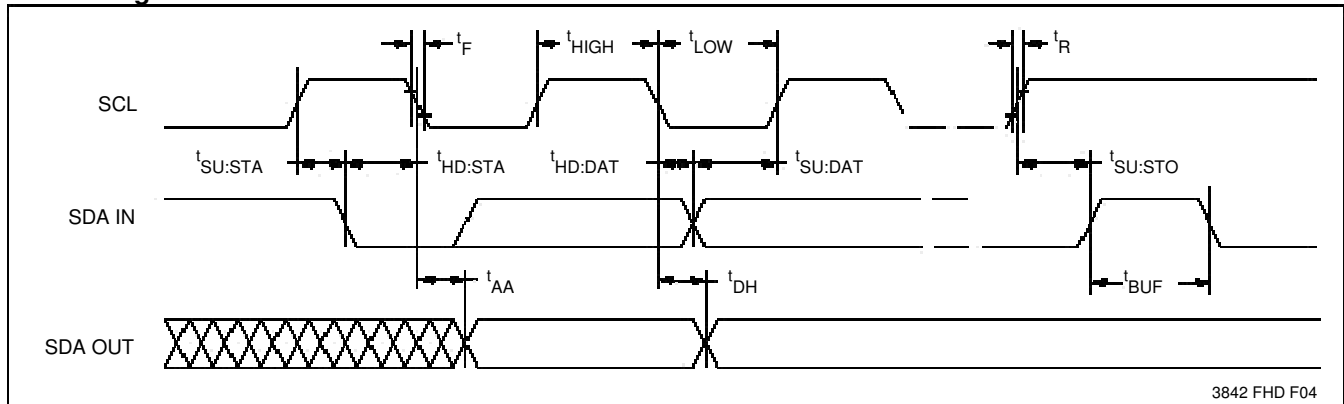 tF tHIGH tLOW tR
SCL
tSU:STA tHD:STA tHD:DAT tSU:DAT tSU:STO
SDA IN
tAA tDH tBUF
SDA OUT
3842 FHD F04